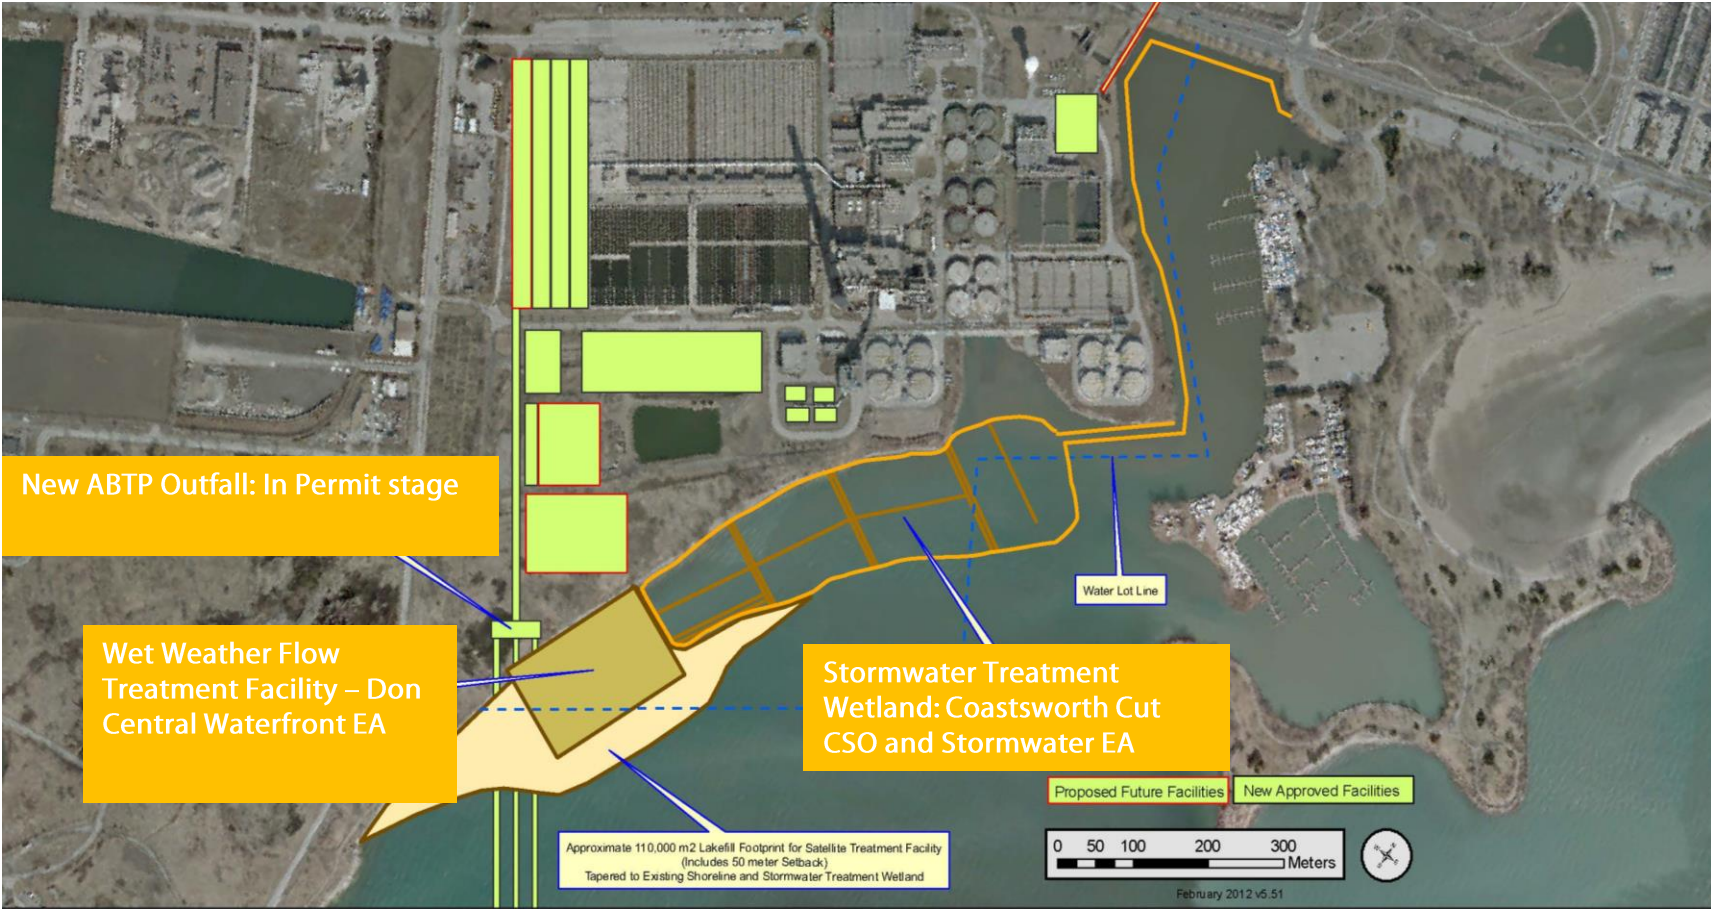 New ABTP Outfall: In Permit stage
Wet Weather Flow
Treatment Facility – Don
Central Waterfront EA
Water Lot Line
Stormwater Treatment
Wetland: Coastsworth Cut
CSO and Stormwater EA
Proposed Future Facilities
New Approved Facilities
Approximate 110,000 m2 Lakefill Footprint for Satellite Treatment Facility
(Includes 50 meter Setback)
Tapered to Existing Shoreline and Stormwater Treatment Wetland
0 50 100 200 300
Meters
February 2012 v5.51